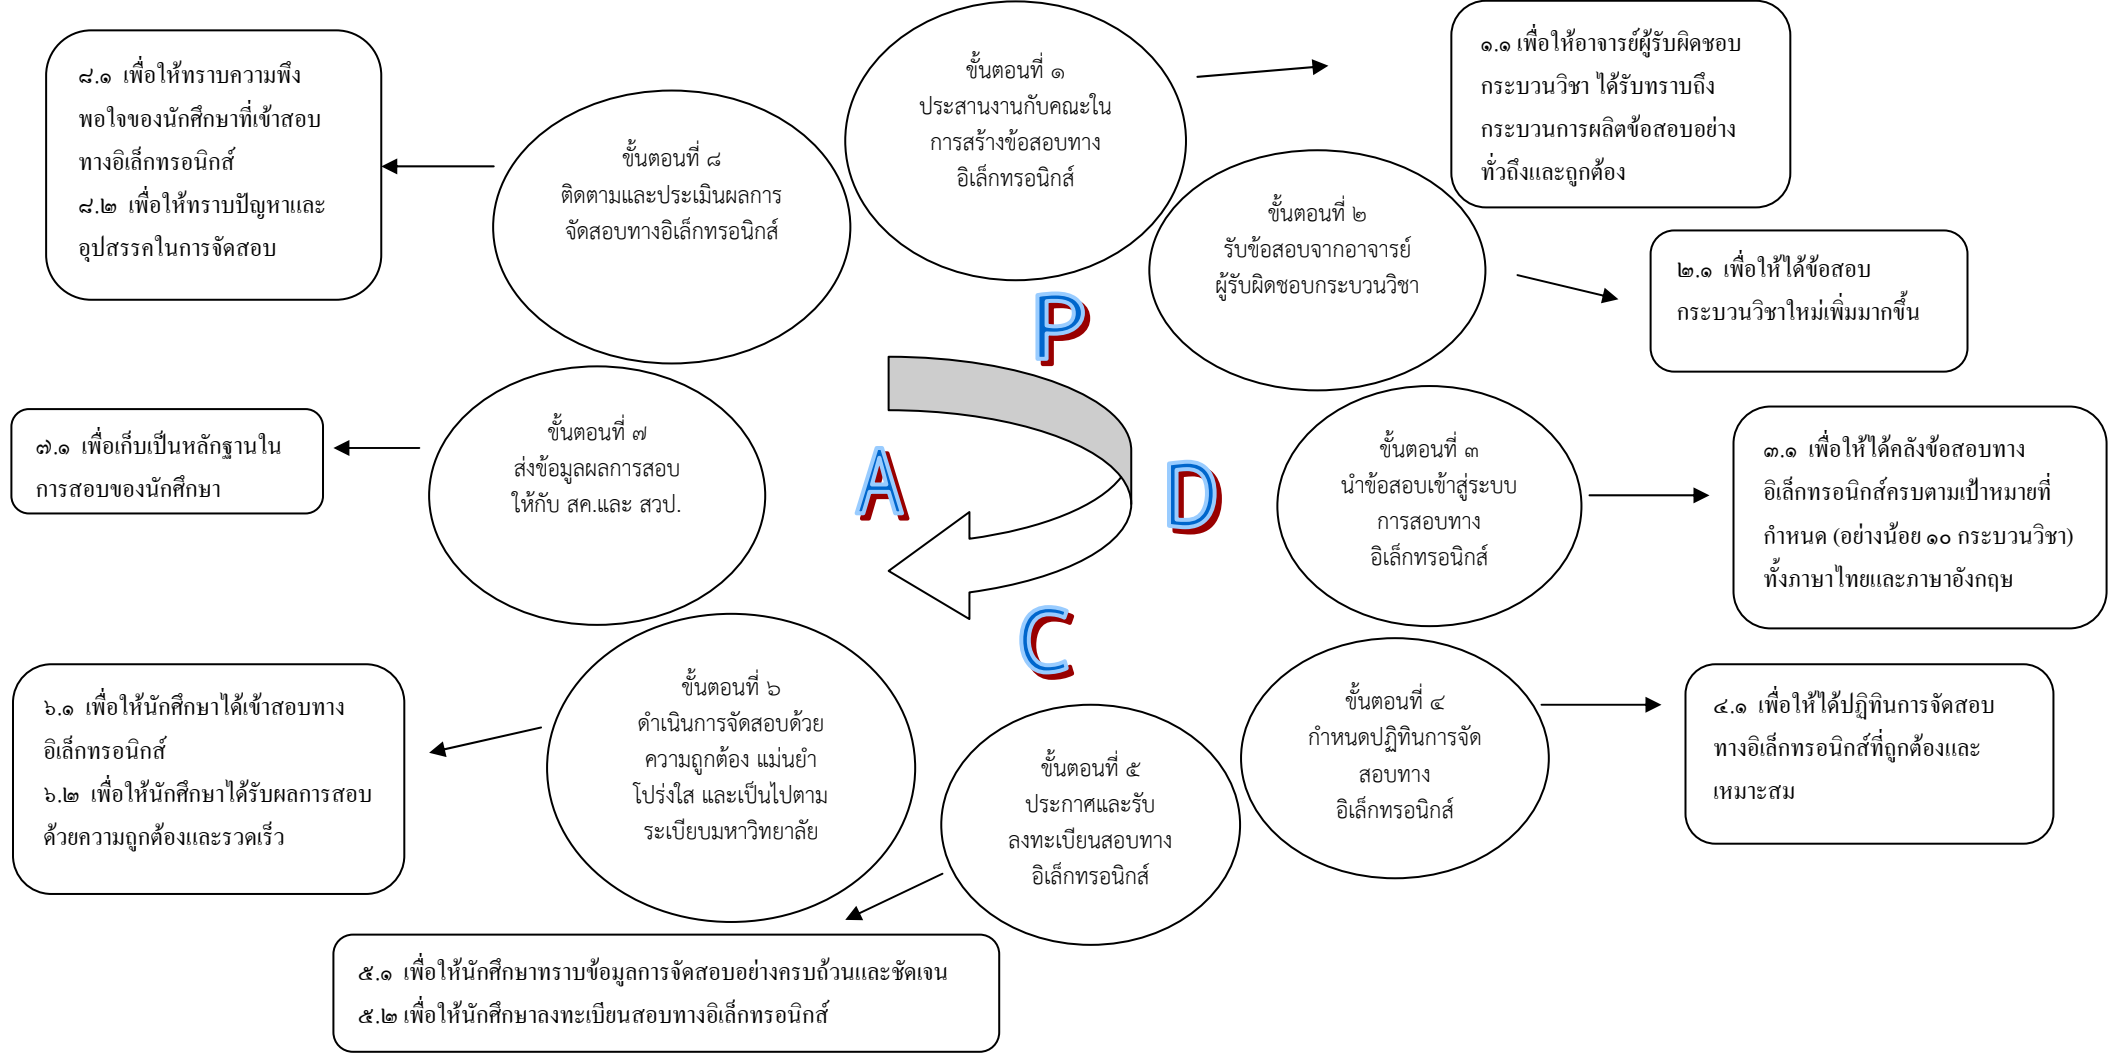 ขั้นตอนที่ ๑
ประสานงานกับคณะใน
การสร้างข้อสอบทาง
อิเล็กทรอนิกส์
๑.๑ เพื่อให้อาจารย์ผู้รับผิดชอบ
กระบวนวิชา ได้รับทราบถึง
กระบวนการผลิตข้อสอบอย่าง
ทั่วถึงและถูกต้อง
ขั้นตอนที่ ๒
รับข้อสอบจากอาจารย์
ผู้รับผิดชอบกระบวนวิชา
๒.๑ เพื่อให้ได้ข้อสอบ
กระบวนวิชาใหม่เพิ่มมากขึ้น
ขั้นตอนที่ ๓
นำข้อสอบเข้าสู่ระบบ
การสอบทาง
อิเล็กทรอนิกส์
๓.๑ เพื่อให้ได้คลังข้อสอบทาง
อิเล็กทรอนิกส์ครบตามเป้าหมายที่
กำหนด (อย่างน้อย ๑๐ กระบวนวิชา)
ทั้งภาษาไทยและภาษาอังกฤษ
ขั้นตอนที่ ๔
กำหนดปฏิทินการจัด
สอบทาง
อิเล็กทรอนิกส์
๔.๑ เพื่อให้ได้ปฏิทินการจัดสอบ
ทางอิเล็กทรอนิกส์ที่ถูกต้องและ
เหมาะสม
ขั้นตอนที่ ๕
ประกาศและรับ
ลงทะเบียนสอบทาง
อิเล็กทรอนิกส์
๕.๑ เพื่อให้นักศึกษาทราบข้อมูลการจัดสอบอย่างครบถ้วนและชัดเจน
๕.๒ เพื่อให้นักศึกษาลงทะเบียนสอบทางอิเล็กทรอนิกส์
ขั้นตอนที่ ๖
ดำเนินการจัดสอบด้วย
ความถูกต้อง แม่นยำ
โปร่งใส และเป็นไปตาม
ระเบียบมหาวิทยาลัย
๖.๑ เพื่อให้นักศึกษาได้เข้าสอบทาง
อิเล็กทรอนิกส์
๖.๒ เพื่อให้นักศึกษาได้รับผลการสอบ
ด้วยความถูกต้องและรวดเร็ว
ขั้นตอนที่ ๗
ส่งข้อมูลผลการสอบ
ให้กับ สค.และ สวป.
๗.๑ เพื่อเก็บเป็นหลักฐานใน
การสอบของนักศึกษา
ขั้นตอนที่ ๘
ติดตามและประเมินผลการ
จัดสอบทางอิเล็กทรอนิกส์
๘.๑ เพื่อให้ทราบความพึง
พอใจของนักศึกษาที่เข้าสอบ
ทางอิเล็กทรอนิกส์
๘.๒ เพื่อให้ทราบปัญหาและ
อุปสรรคในการจัดสอบ
P
D
C
A